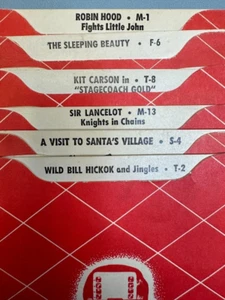 ROBIN HOOD • M-1
Fights Little John
THE SLEEPING BEAUTY • F-6
KIT CARSON in • T-8
"STAGECOACH GOLD"
SIR LANCELOT • M-13
Knights in Chains
A VISIT TO SANTA'S VILLAGE • S-4
WILD BILL HICKOK and Jingles • T-2